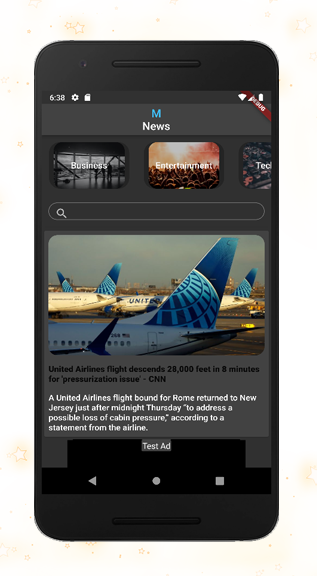 6:38
DEBUG
M
News
Business
Entertainment
Tec
UNITED
United Airlines flight descends 28,000 feet in 8 minutes
for 'pressurization issue' - CNN
A United Airlines flight bound for Rome returned to New
Jersey just after midnight Thursday “to address a
possible loss of cabin pressure,” according to a
statement from the airline.
Test Ad